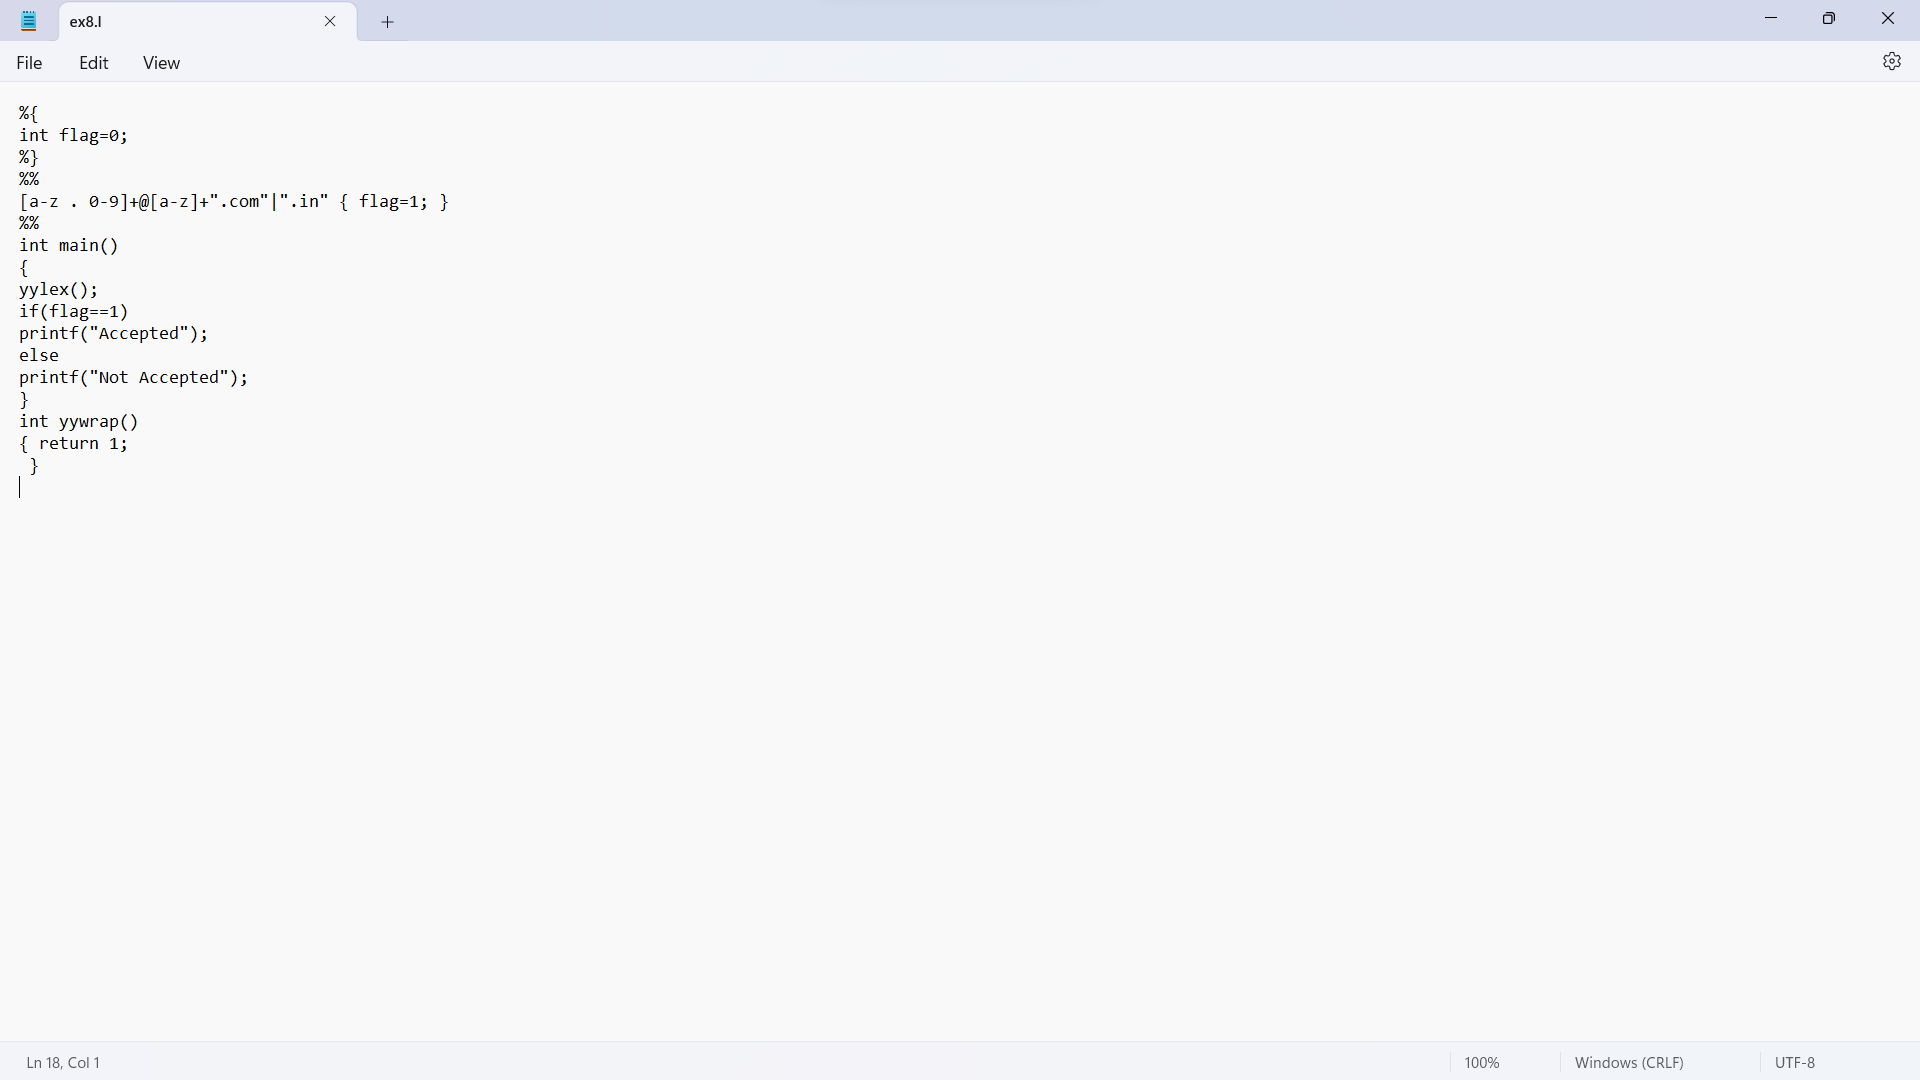 ex8.l
File Edit View
%{
int flag=0;
%}
%%
[a-z . 0-9]+@[a-z]+".com"|".in" { flag=1; }
%%
int main()
{
yylex();
if(flag==1)
printf("Accepted");
else
printf("Not Accepted");
}
int yywrap()
{ return 1;
 }
Ln 18, Col 1 100% Windows (CRLF) UTF-8